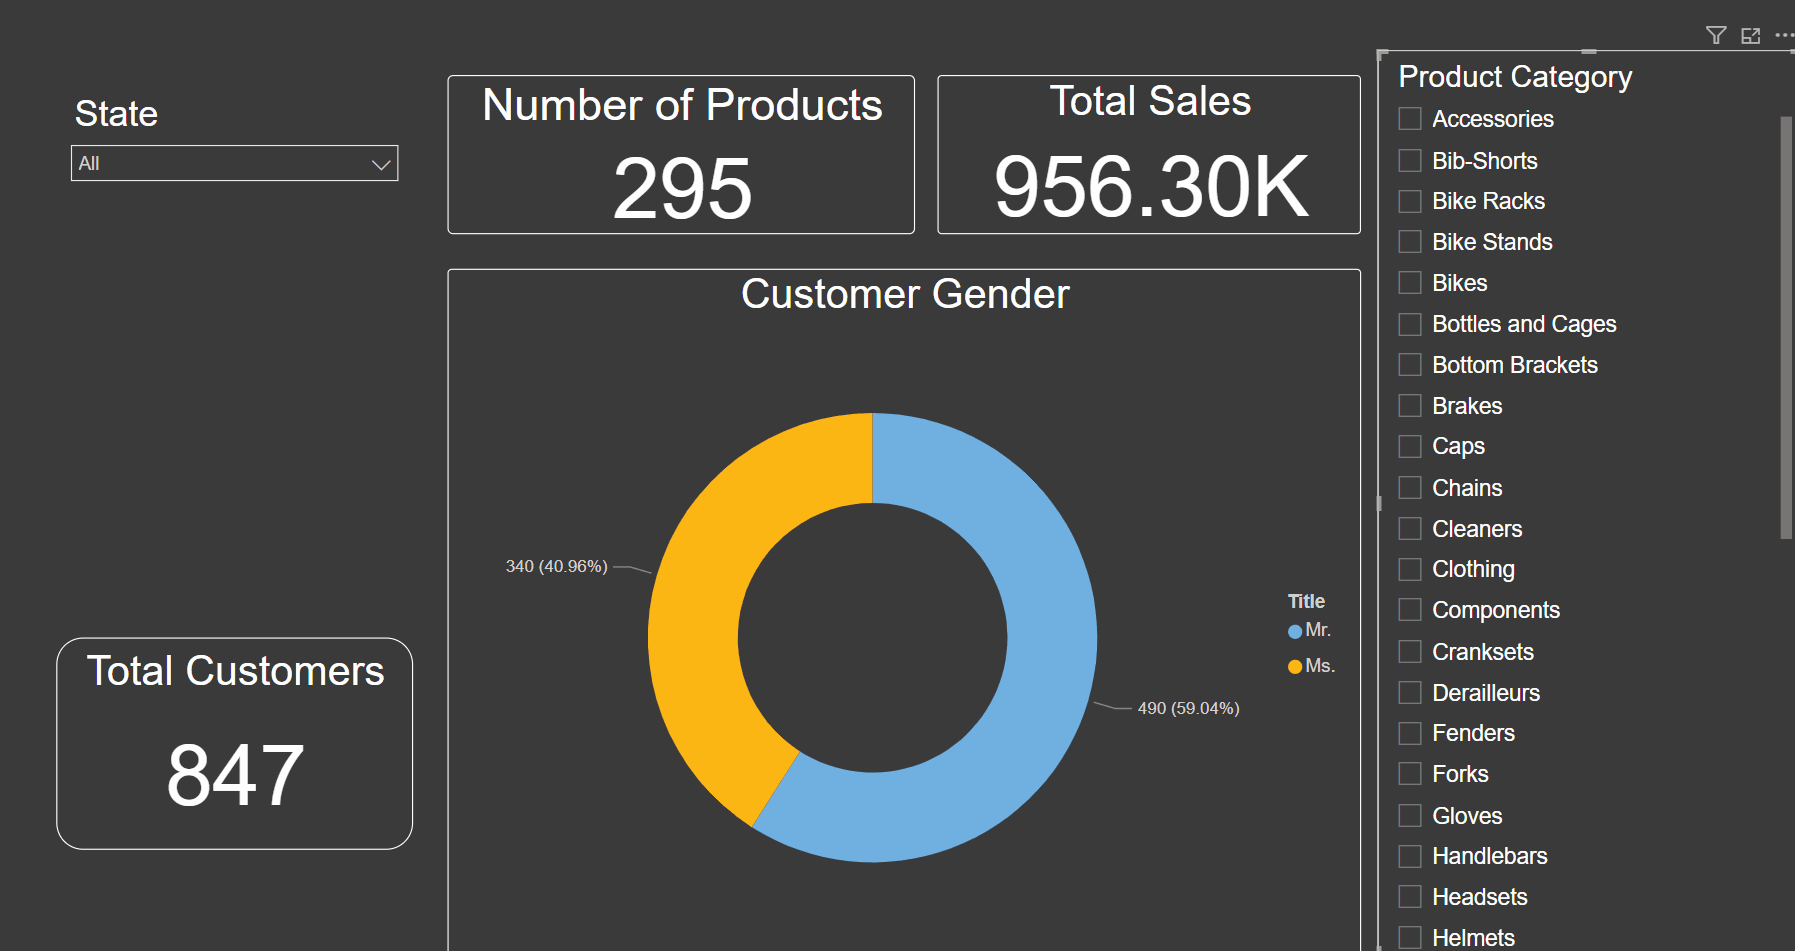 State
All
Number of Products
295
Total Sales
956.30K
Customer Gender
340 (40.96%)
490 (59.04%)
Title
Mr.
Ms.
Total Customers
847
Product Category
Accessories
Bib-Shorts
Bike Racks
Bike Stands
Bikes
Bottles and Cages
Bottom Brackets
Brakes
Caps
Chains
Cleaners
Clothing
Components
Cranksets
Derailleurs
Fenders
Forks
Gloves
Handlebars
Headsets
Helmets